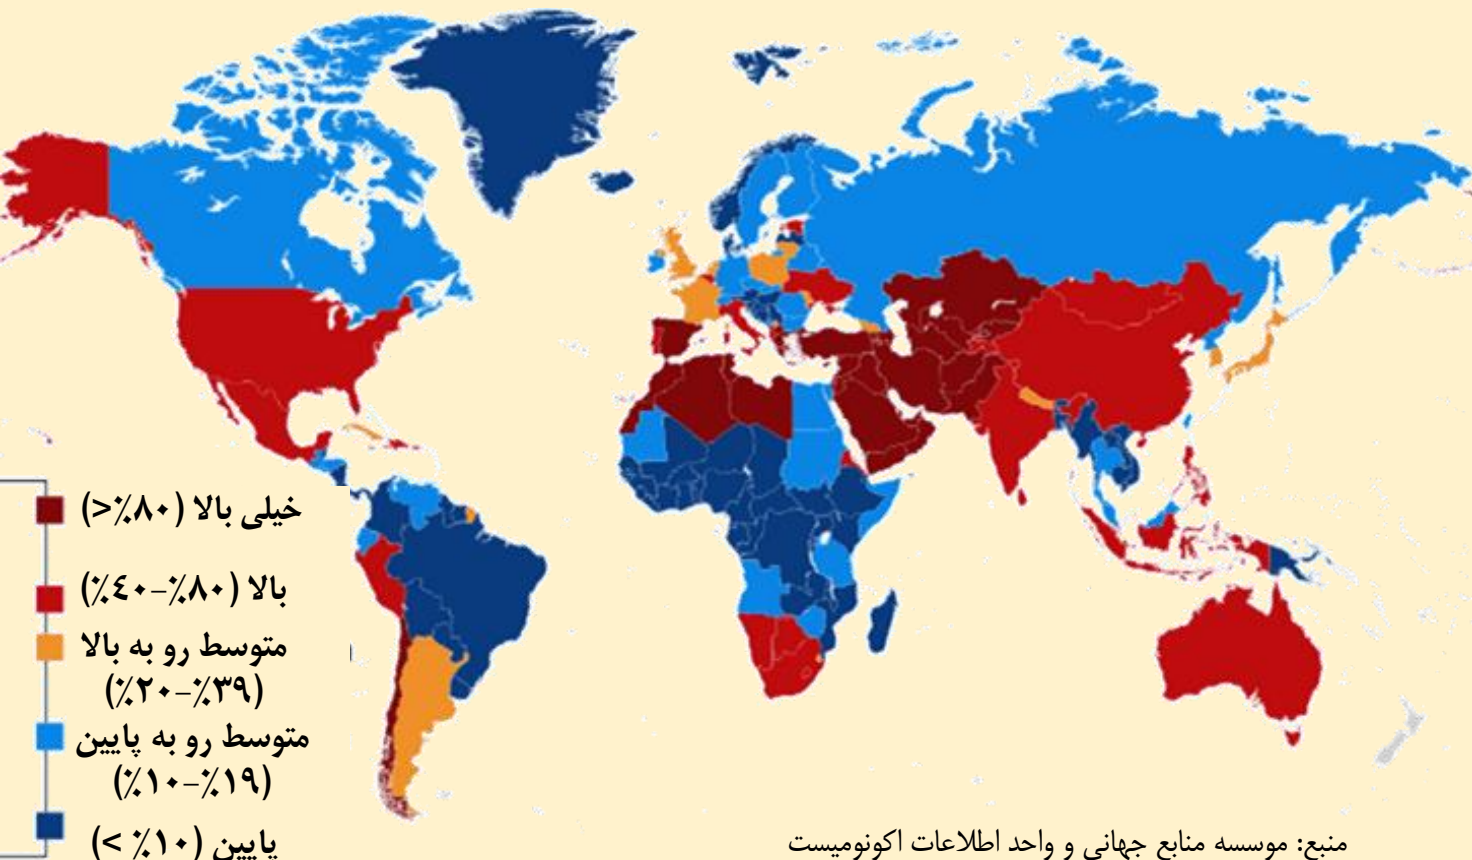 خیلی بالا (۸۰٪<)
بالا (۸۰٪-۴۰٪)
متوسط رو به بالا
(۳۹٪-۲۰٪)
متوسط رو به پایین
(۱۹٪-۱۰٪)
پایین (۱۰٪ >)
منبع: موسسه منابع جهانی و واحد اطلاعات اکونومیست